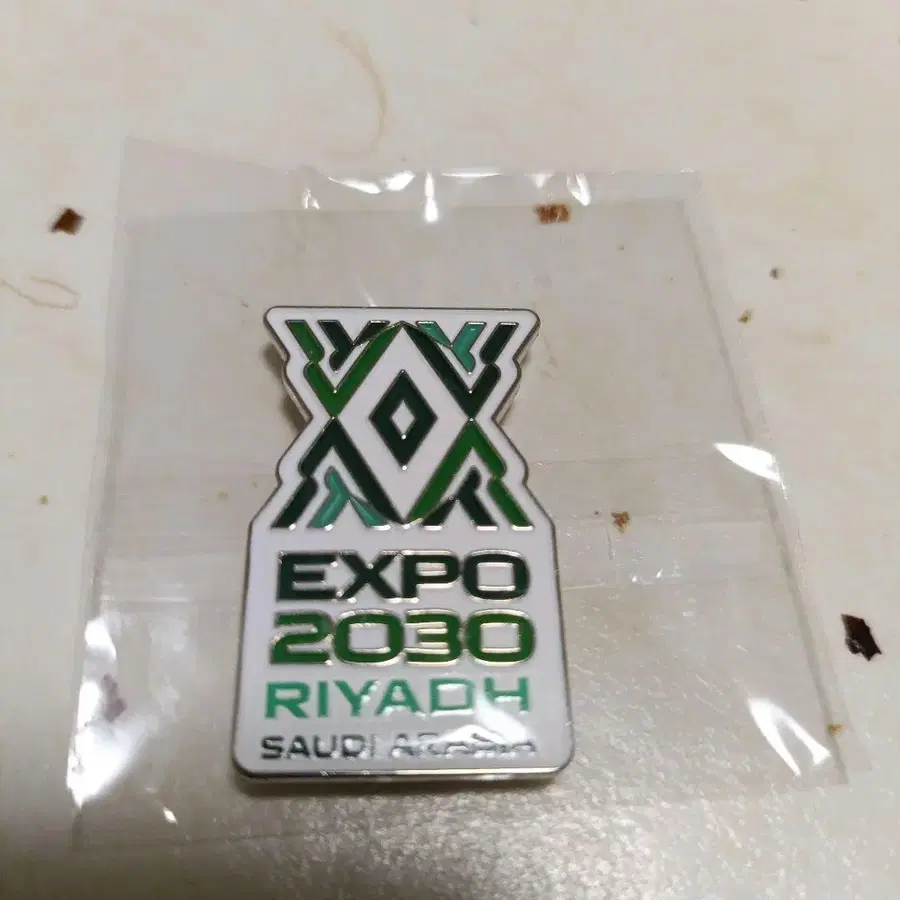 EXPO
2030
RIYADH
SAUDI ARABIA